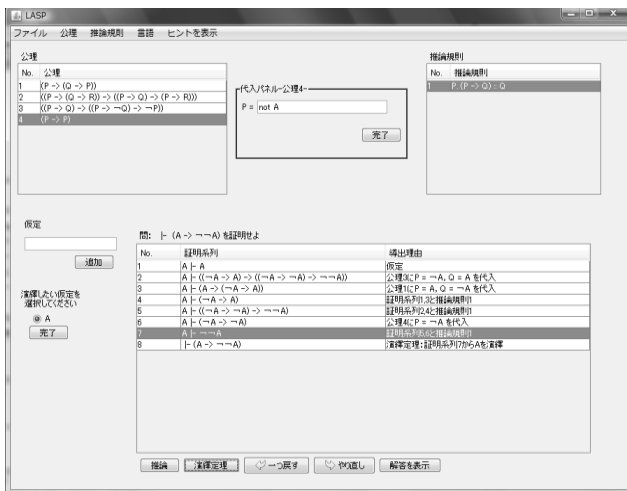 LASP
ファイル 公理 推論規則 言語 ヒントを表示
公理
No. 公理
1 (P -> (Q -> P))
2 ((P -> (Q -> R)) -> ((P -> Q) -> (P -> R)))
3 ((P -> Q) -> ((P -> ￢Q) -> ￢P))
4 (P -> P)
代入パネル-公理4-
P = not A
完了
推論規則
No. 推論規則
1 P, (P -> Q) : Q
仮定
追加
演繹したい仮定を
選択してください
A
完了
問: |- (A -> ￢￢A) を証明せよ
No. 証明系列 導出理由
1 A |- A 仮定
2 A |- ((￢A -> A) -> ((￢A -> ￢A) -> ￢￢A)) 公理3にP = ￢A, Q = A を代入
3 A |- (A -> (￢A -> A)) 公理1にP = A, Q = ￢A を代入
4 A |- (￢A -> A) 証明系列1,3と推論規則1
5 A |- ((￢A -> ￢A) -> ￢￢A) 証明系列2,4と推論規則1
6 A |- (￢A -> ￢A) 公理4にP = ￢A を代入
7 A |- ￢￢A 証明系列5,6と推論規則1
8 |- (A -> ￢￢A) 演繹定理:証明系列7からAを演繹
推論 演繹定理 一つ戻す やり直し 解答を表示